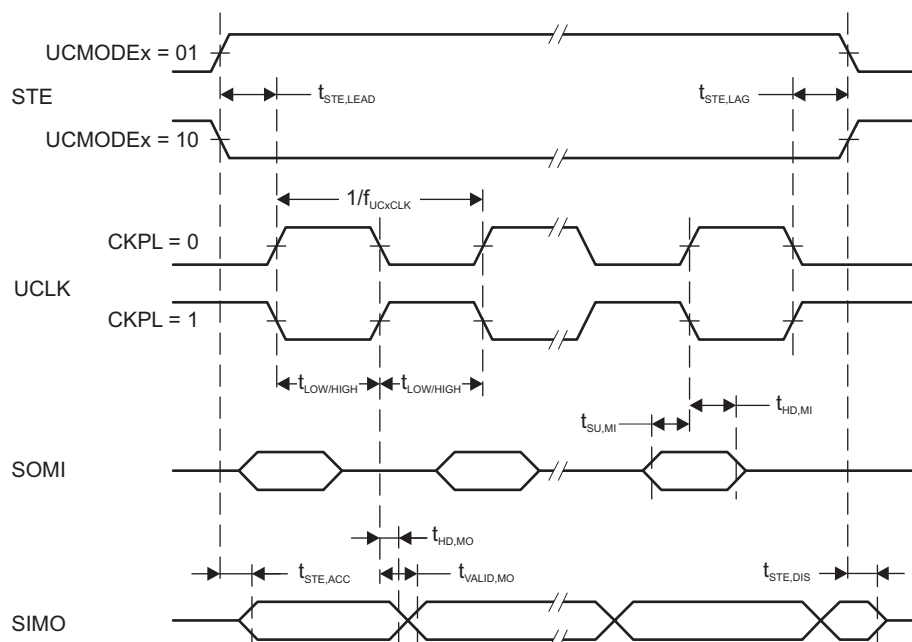 UCMODEx = 01
STE
t_STE,LEAD
t_STE,LAG
UCMODEx = 10
1/f_UCxCLK
CKPL = 0
UCLK
CKPL = 1
t_LOW/HIGH t_LOW/HIGH
t_HD,MI
t_SU,MI
SOMI
t_HD,MO
t_STE,ACC
t_VALID,MO
t_STE,DIS
SIMO